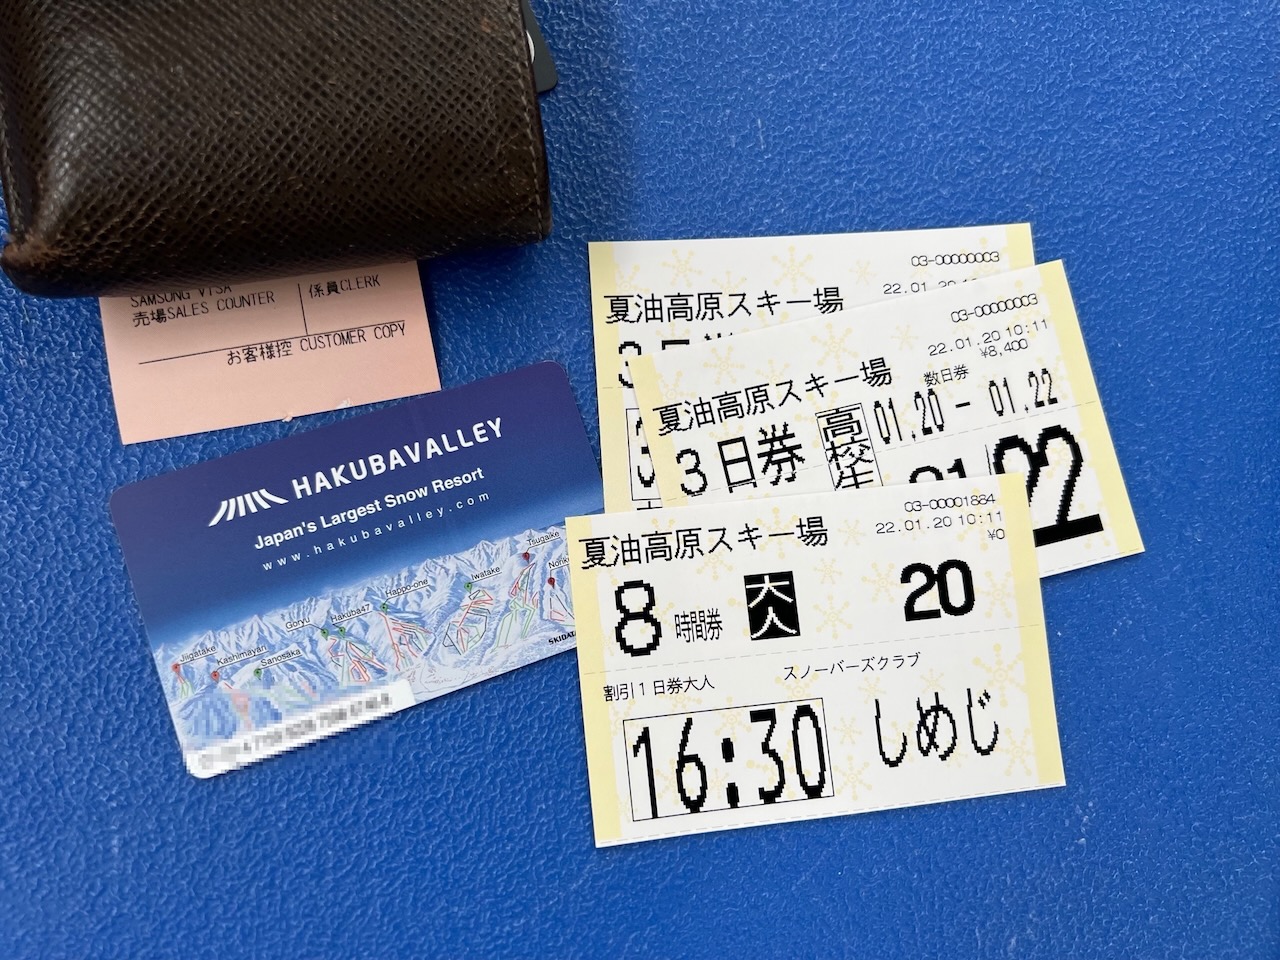 SAMSUNG VISA
売場SALES COUNTER
係員CLERK
お客様控 CUSTOMER COPY
HAKUBAVALLEY
Japan's Largest Snow Resort
www.hakubavalley.com
Tsugaike
Iwatake
Happo-one
Hakuba47
Goryu
Sanosaka
Kashimayari
Jiigatake
03-00000003
22.01.20
夏油高原スキー場
03-00000003
22.01.20 10:11
¥8,400
夏油高原スキー場
数日券
3日券 高校生 01.20 - 01.22
22
03-00001884
22.01.20 10:11
¥0
夏油高原スキー場
8時間券 大人 20
スノーバーズクラブ
割引1日券大人
16:30 しめじ